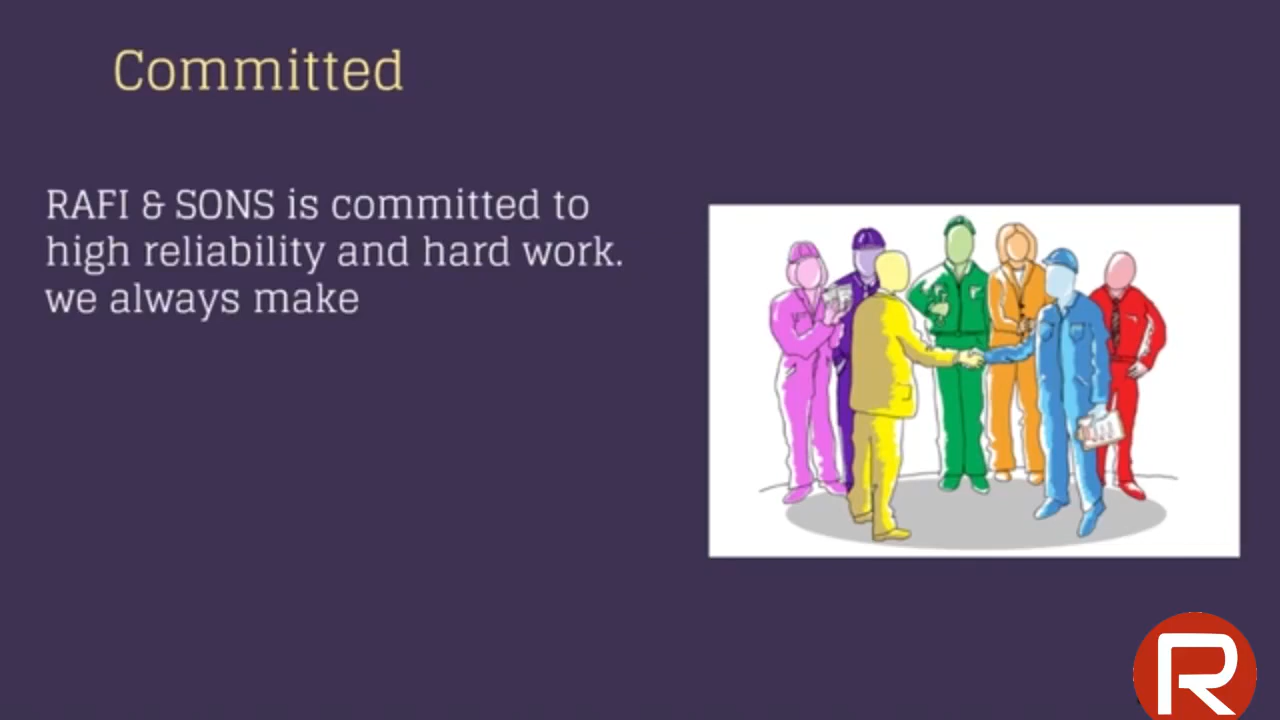 Committed
RAFI & SONS is committed to
high reliability and hard work.
we always make
R